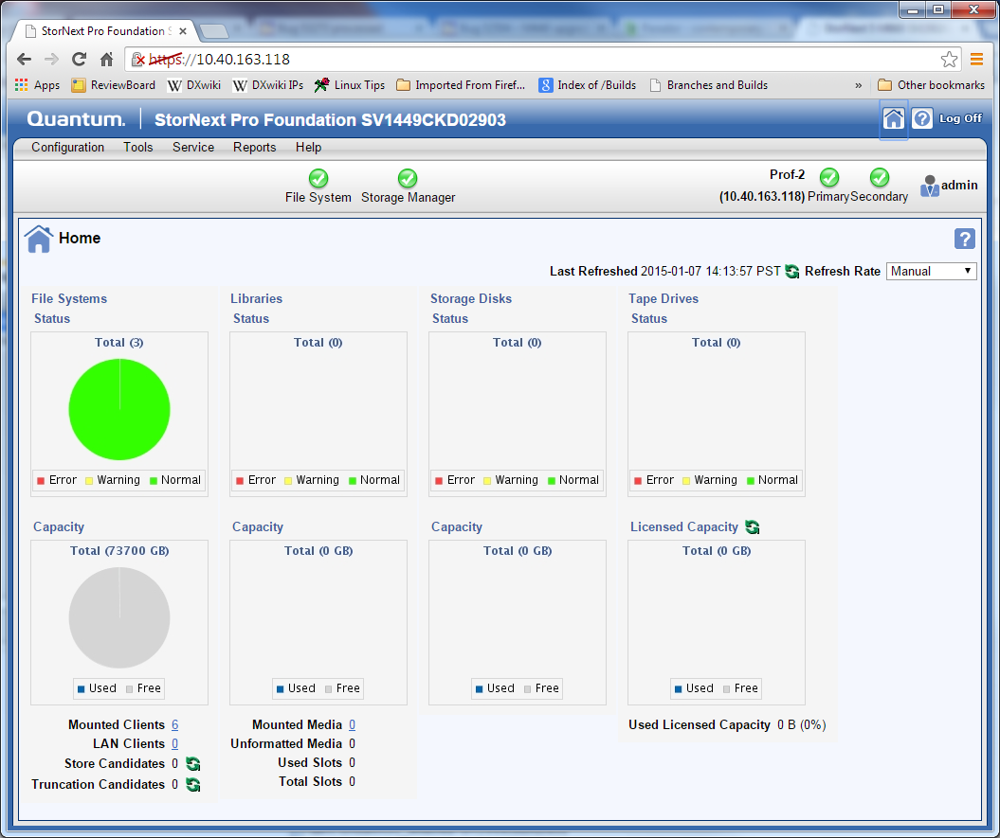 StorNext Pro Foundation S
https://10.40.163.118
Apps ReviewBoard DXwiki DXwiki IPs Linux Tips Imported From Firef... Index of /Builds Branches and Builds » Other bookmarks
Quantum. StorNext Pro Foundation SV1449CKD02903 Log Off
Configuration Tools Service Reports Help
File System Storage Manager
Prof-2
(10.40.163.118) Primary Secondary
admin
Home
Last Refreshed 2015-01-07 14:13:57 PST Refresh Rate Manual
File Systems Libraries Storage Disks Tape Drives
Status Status Status Status
Total (3) Total (0) Total (0) Total (0)
Error Warning Normal Error Warning Normal Error Warning Normal Error Warning Normal
Capacity Capacity Capacity Licensed Capacity
Total (73700 GB) Total (0 GB) Total (0 GB) Total (0 GB)
Used Free Used Free Used Free Used Free
Mounted Clients 6 Mounted Media 0 Used Licensed Capacity 0 B (0%)
LAN Clients 0 Unformatted Media 0
Store Candidates 0 Used Slots 0
Truncation Candidates 0 Total Slots 0